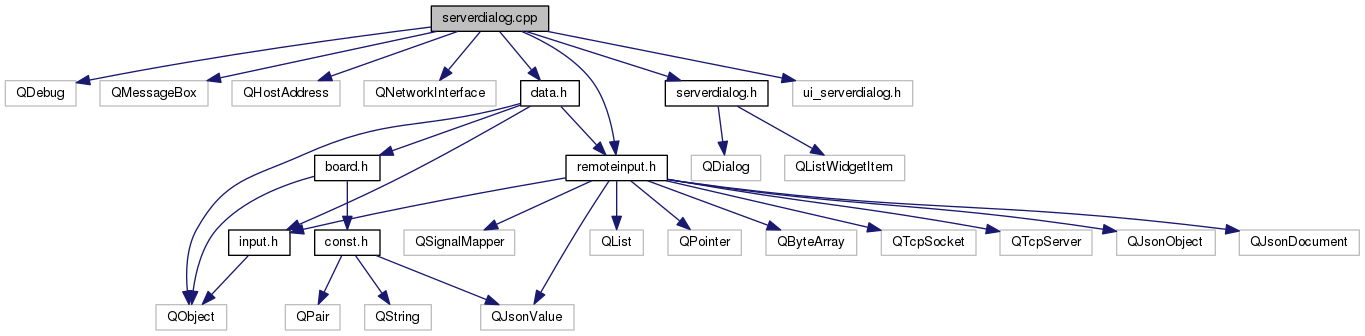 serverdialog.cpp
QDebug
QMessageBox
QHostAddress
QNetworkInterface
data.h
serverdialog.h
ui_serverdialog.h
board.h
remoteinput.h
QDialog
QListWidgetItem
input.h
const.h
QSignalMapper
QList
QPointer
QByteArray
QTcpSocket
QTcpServer
QJsonObject
QJsonDocument
QObject
QPair
QString
QJsonValue